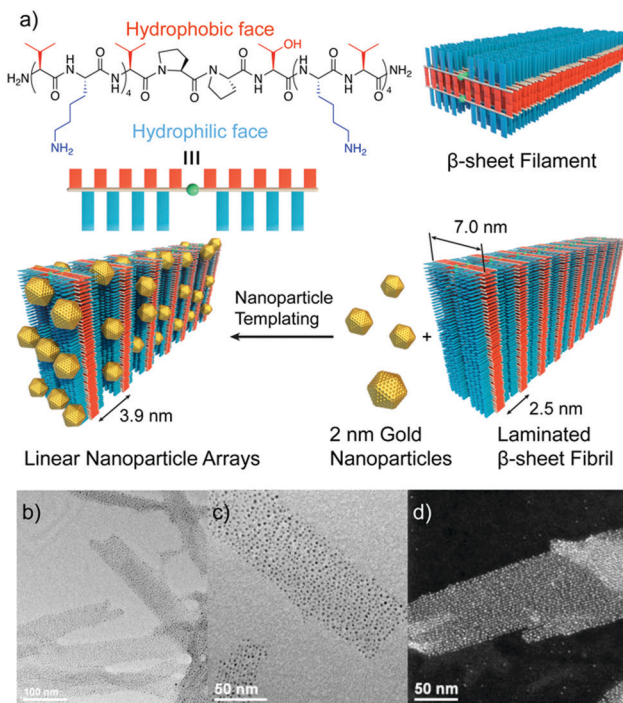 a)
Hydrophobic face
OH
H2N
H
N
O
N
H
4
O
N
O
N
O
H
N
O
N
H
O
H
N
O
4
NH2
NH2
NH2
Hydrophilic face
III
β-sheet Filament
7.0 nm
Nanoparticle
Templating
+
3.9 nm
2.5 nm
Linear Nanoparticle Arrays
2 nm Gold
Nanoparticles
Laminated
β-sheet Fibril
b)
c)
d)
100 nm
50 nm
50 nm